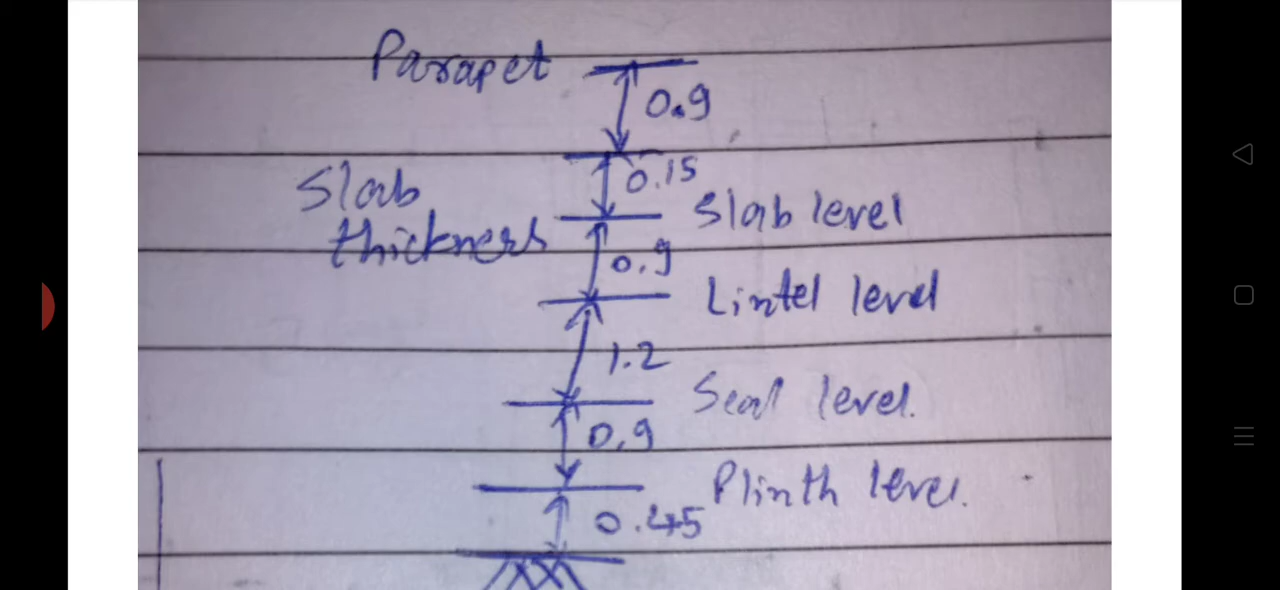 Parapet
0.9
0.15
Slab
thickness
Slab level
0.9
Lintel level
1.2
Seal level.
0.9
Plinth level.
0.45